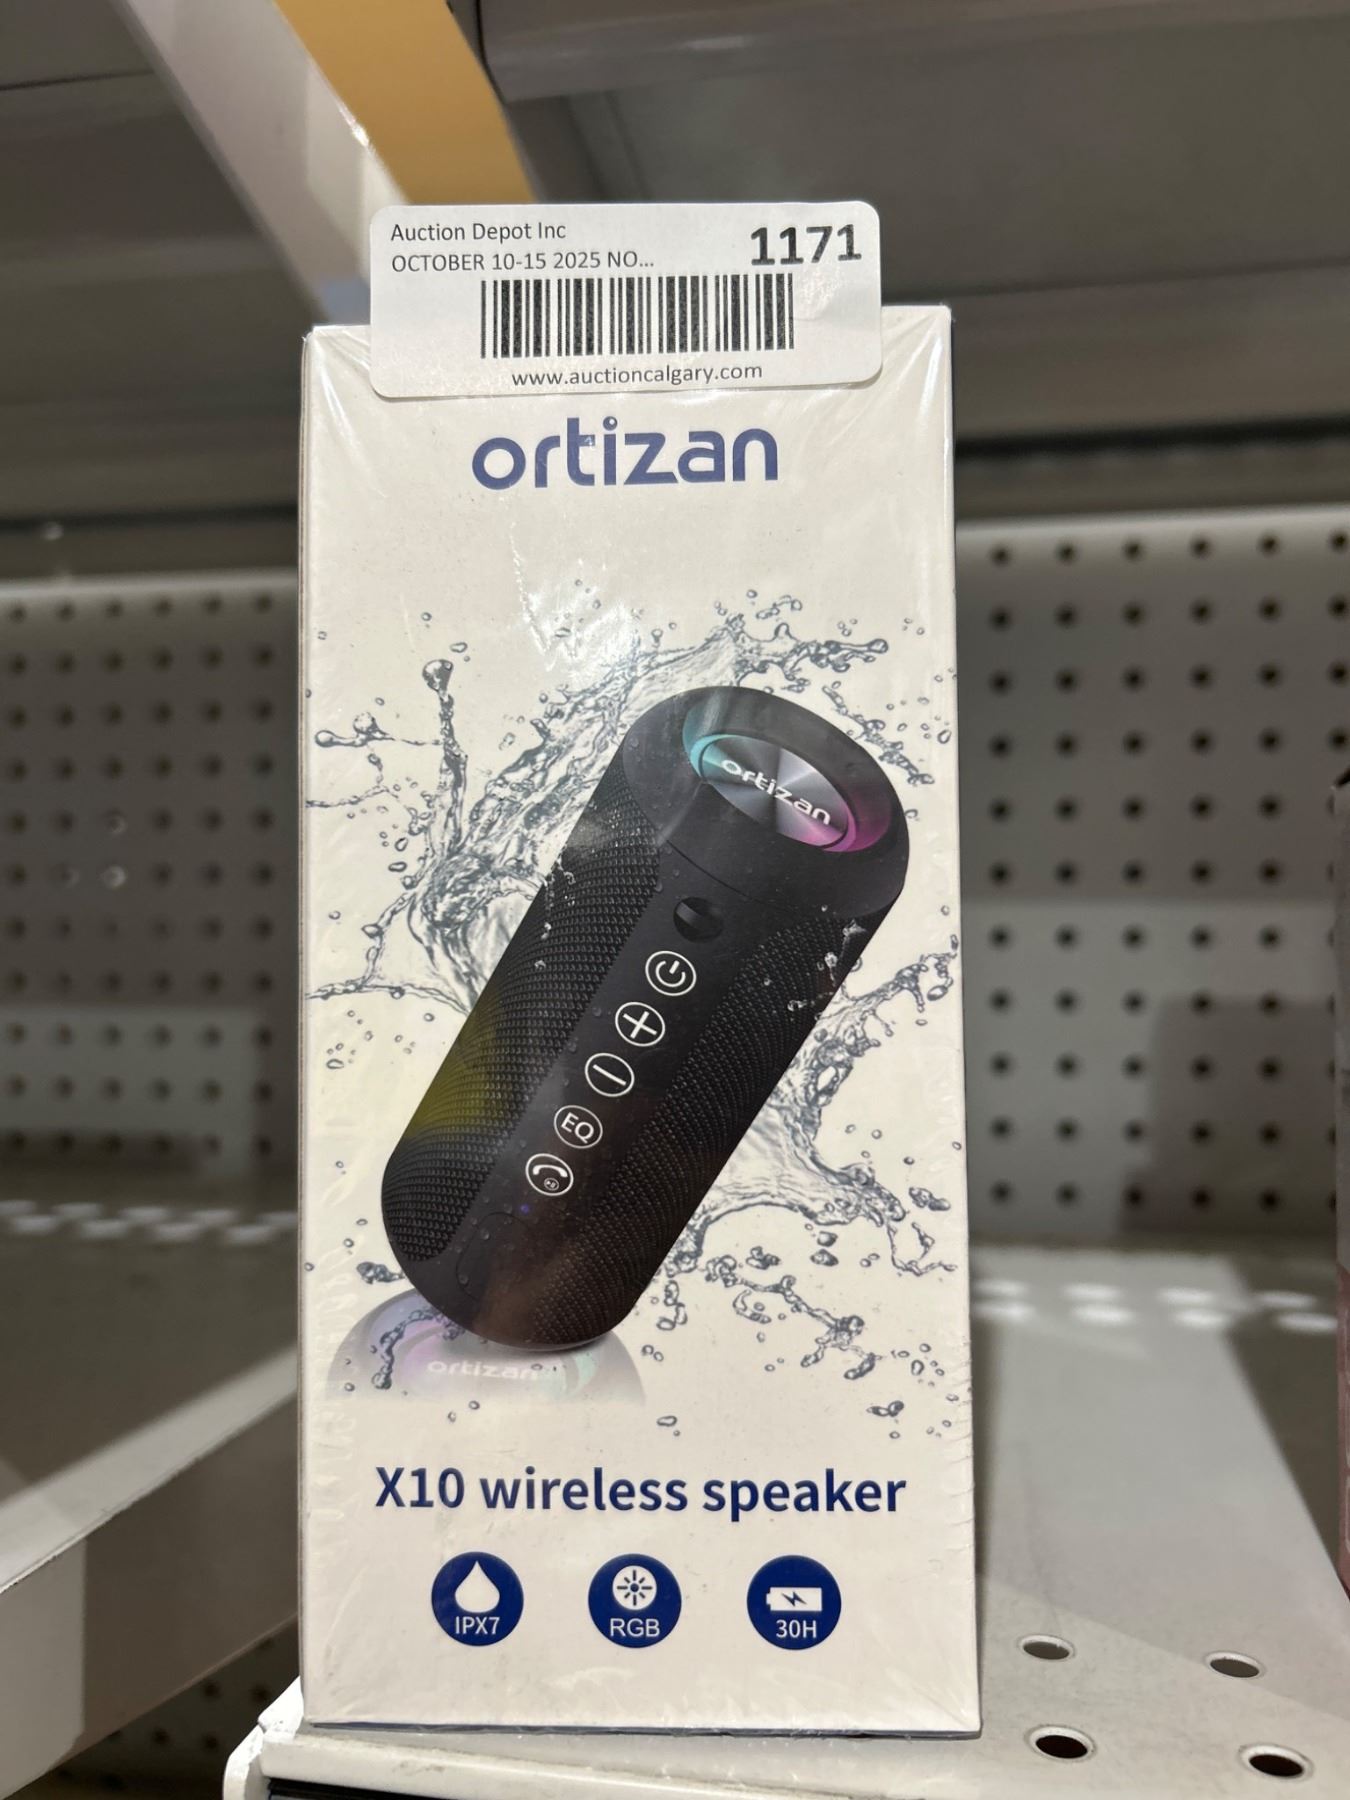 Auction Depot Inc
1171
OCTOBER 10-15 2025 NO...
www.auctioncalgary.com
ortizan
ortizan
EQ
ortizan
X10 wireless speaker
IPX7
RGB
30H